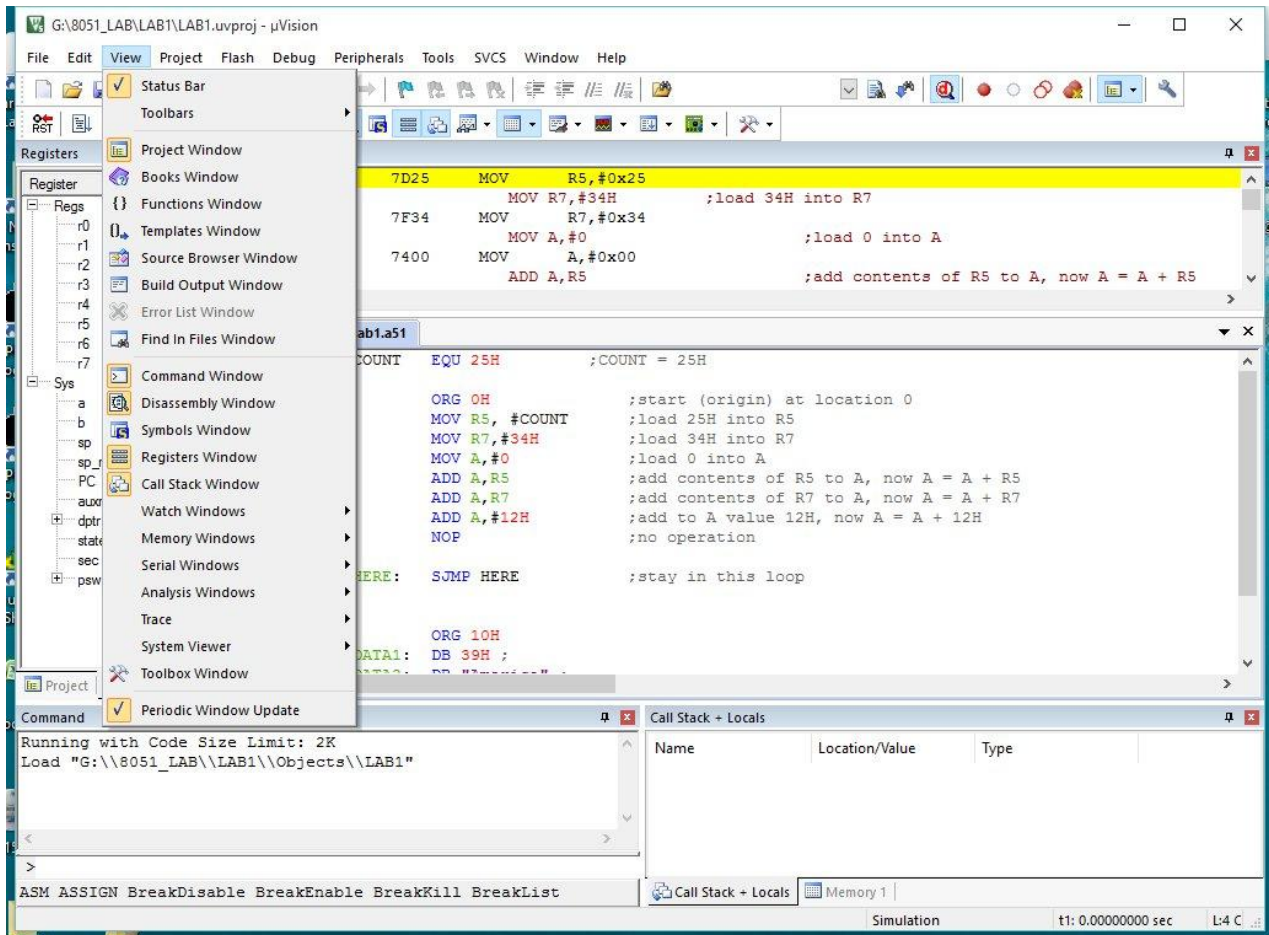 G:\8051_LAB\LAB1\LAB1.uvproj - µVision
File Edit View Project Flash Debug Peripherals Tools SVCS Window Help
Status Bar
Toolbars
Project Window
Books Window
Functions Window
Templates Window
Source Browser Window
Build Output Window
Error List Window
Find In Files Window
Command Window
Disassembly Window
Symbols Window
Registers Window
Call Stack Window
Watch Windows
Memory Windows
Serial Windows
Analysis Windows
Trace
System Viewer
Toolbox Window
Periodic Window Update
RST
Registers
Register
Regs
r0
r1
r2
r3
r4
r5
r6
r7
Sys
a
b
sp
PC
dptr
sec
psw
Project
7D25 MOV R5,#0x25
MOV R7,#34H ;load 34H into R7
7F34 MOV R7,#0x34
MOV A,#0 ;load 0 into A
7400 MOV A,#0x00
ADD A,R5 ;add contents of R5 to A, now A = A + R5
ab1.a51
COUNT EQU 25H ;COUNT = 25H
ORG 0H ;start (origin) at location 0
MOV R5, #COUNT ;load 25H into R5
MOV R7,#34H ;load 34H into R7
MOV A,#0 ;load 0 into A
ADD A,R5 ;add contents of R5 to A, now A = A + R5
ADD A,R7 ;add contents of R7 to A, now A = A + R7
ADD A,#12H ;add to A value 12H, now A = A + 12H
NOP ;no operation
HERE: SJMP HERE ;stay in this loop
ORG 10H
DATA1: DB 39H ;
Command
Running with Code Size Limit: 2K
Load "G:\\8051_LAB\\LAB1\\Objects\\LAB1"
>
ASM ASSIGN BreakDisable BreakEnable BreakKill BreakList
Call Stack + Locals
Name Location/Value Type
Call Stack + Locals Memory 1
Simulation t1: 0.00000000 sec L:4 C